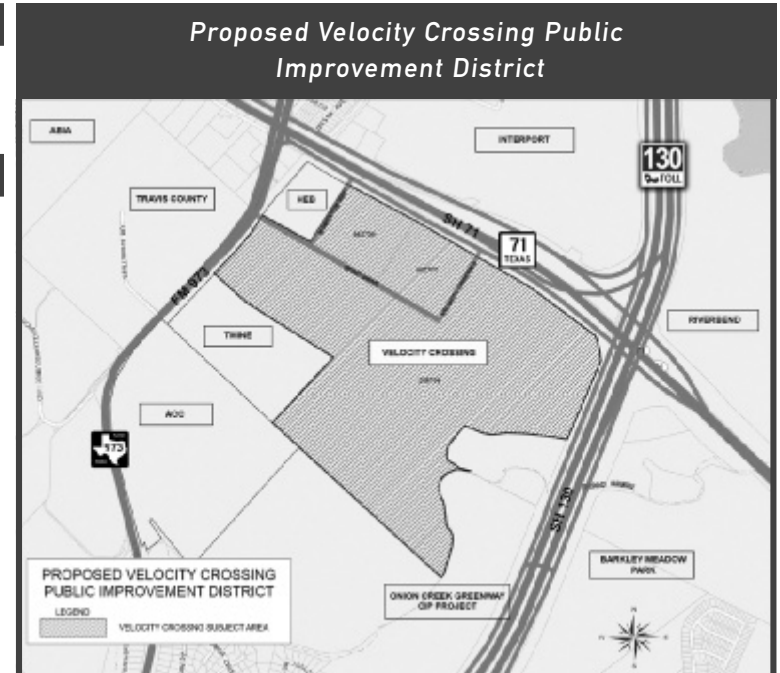 Proposed Velocity Crossing Public
Improvement District
ABIA
INTERPORT
130
TOLL
TRAVIS COUNTY
HEB
SH 71
71
TEXAS
FM 973
RIVERBEND
TWINE
VELOCITY CROSSING
ACC
973
SH 130
BARKLEY MEADOW
PARK
ONION CREEK GREENWAY
CIP PROJECT
PROPOSED VELOCITY CROSSING
PUBLIC IMPROVEMENT DISTRICT
LEGEND
VELOCITY CROSSING SUBJECT AREA
N
S